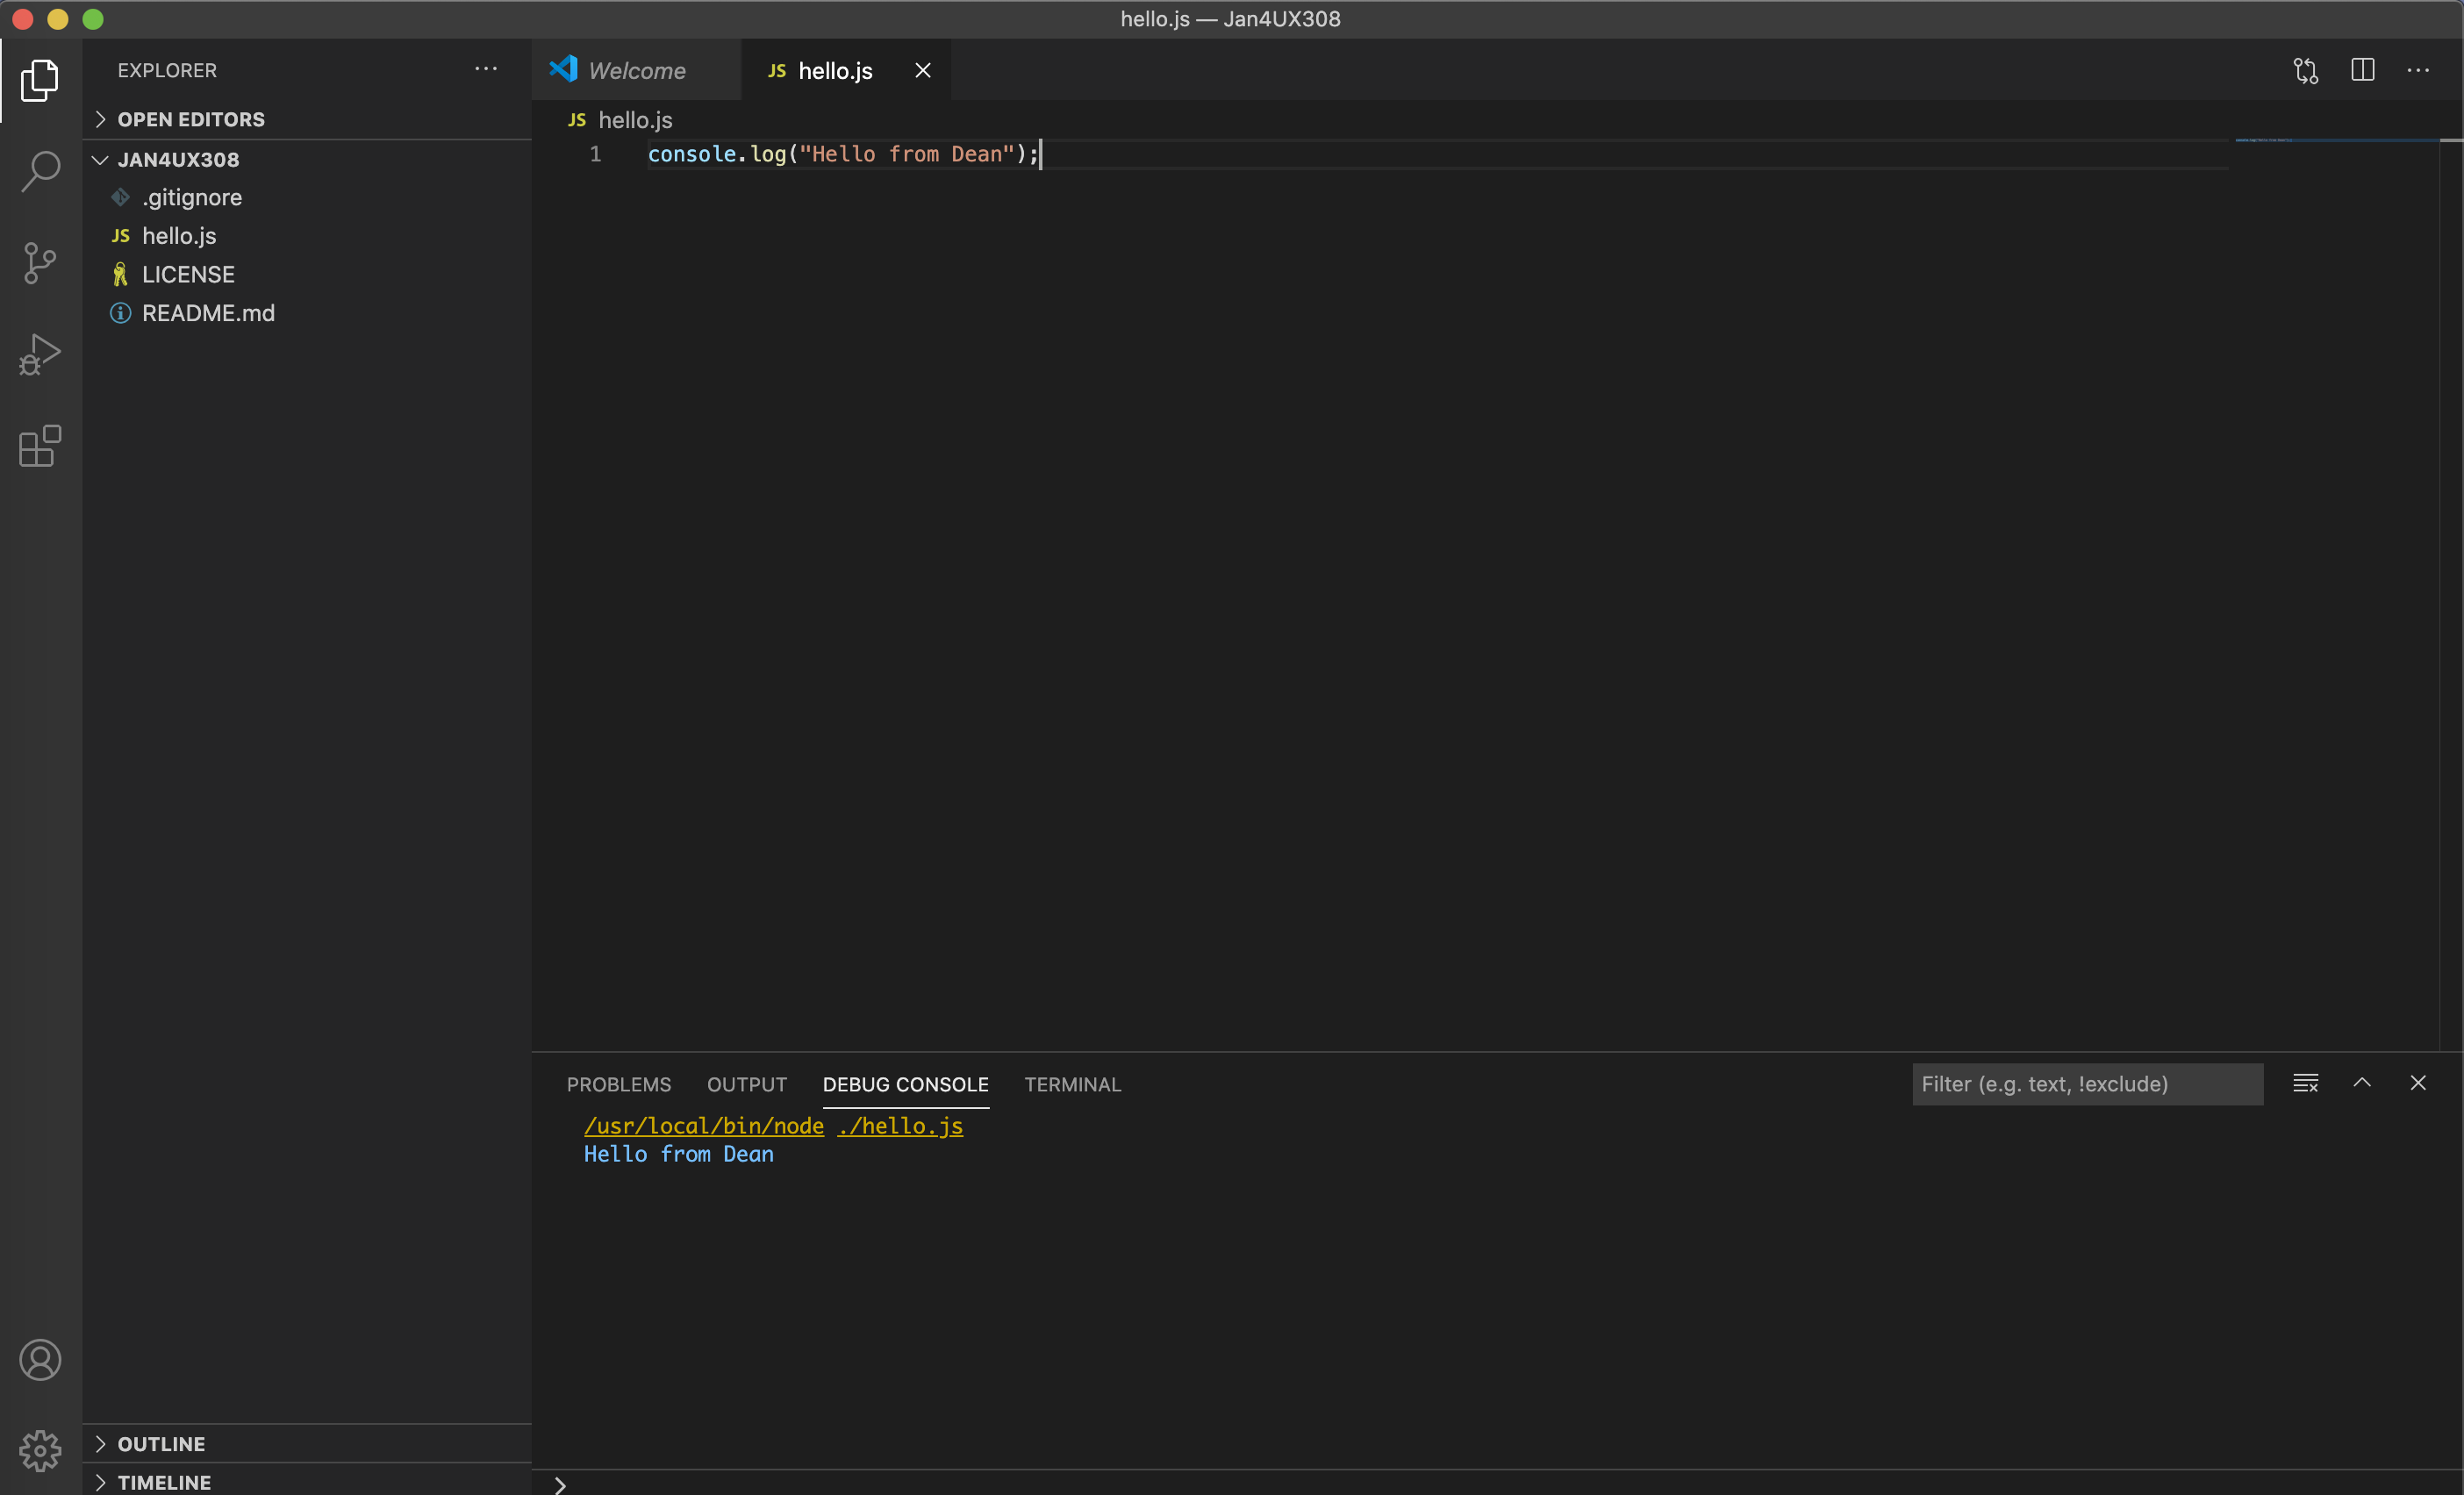 hello.js — Jan4UX308
EXPLORER
OPEN EDITORS
JAN4UX308
.gitignore
JS hello.js
LICENSE
README.md
OUTLINE
TIMELINE
Welcome
JS hello.js
JS hello.js
1 console.log("Hello from Dean");
PROBLEMS OUTPUT DEBUG CONSOLE TERMINAL
Filter (e.g. text, !exclude)
/usr/local/bin/node ./hello.js
Hello from Dean